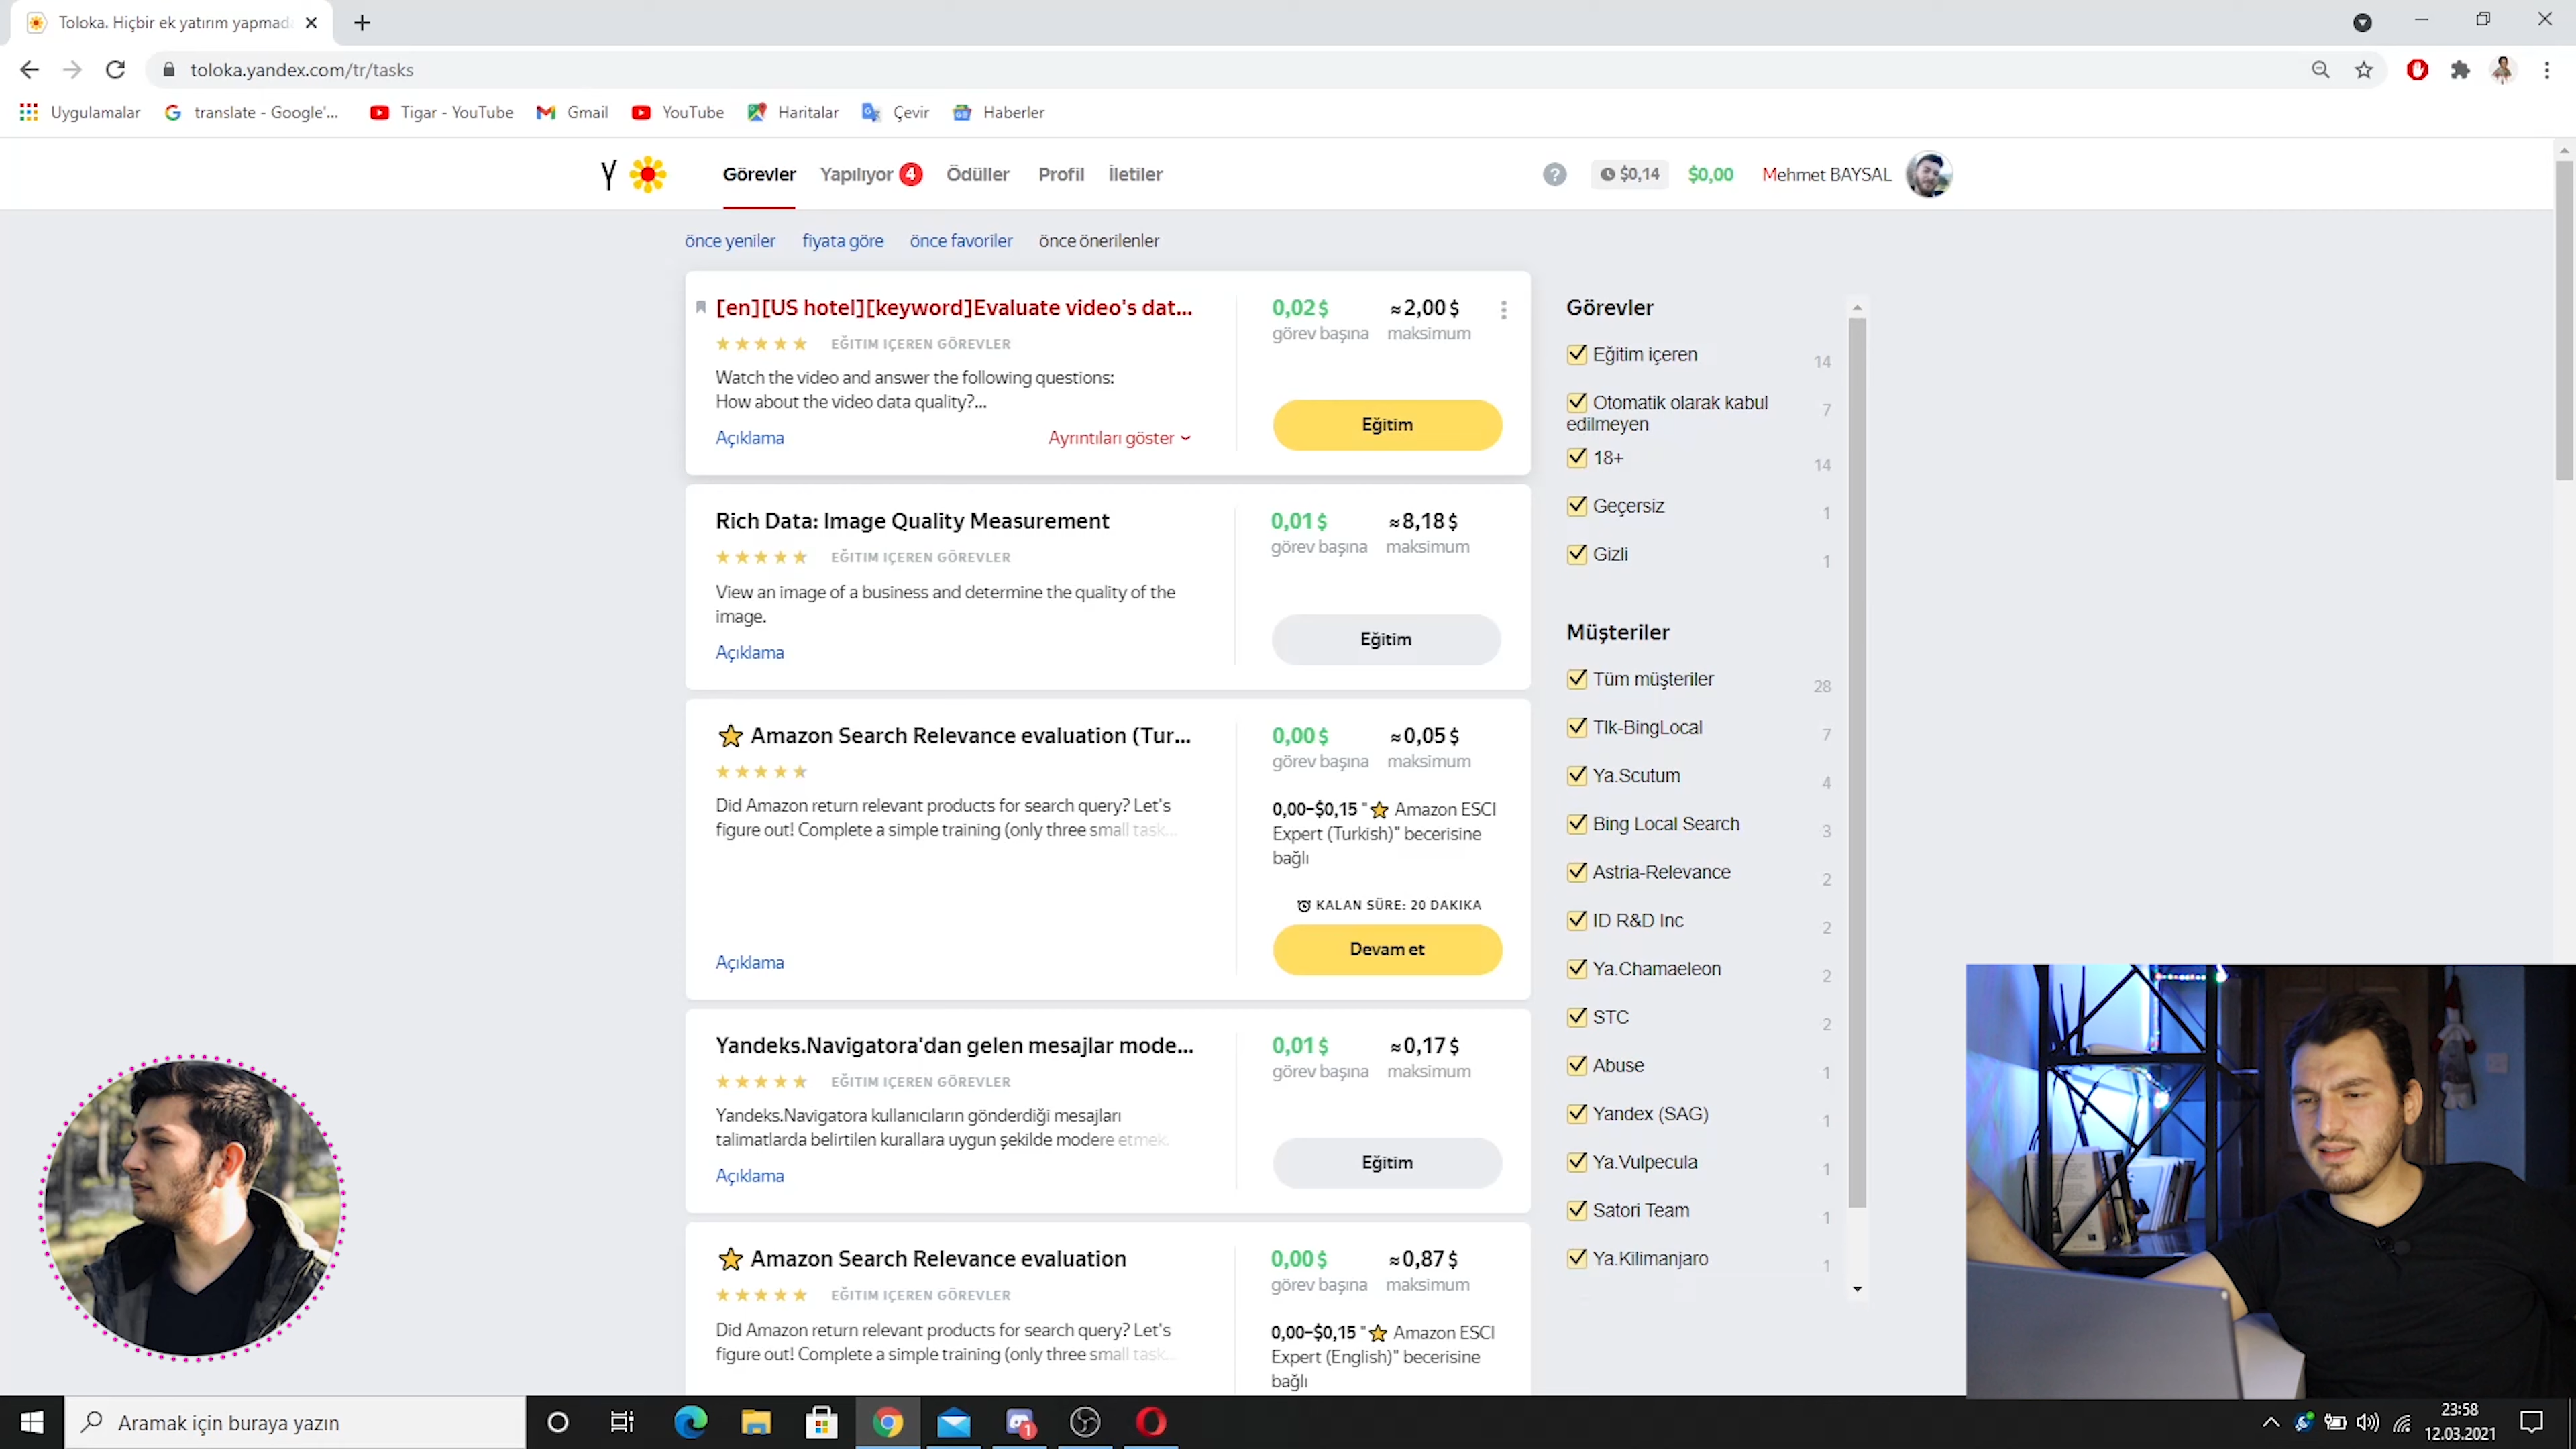 Toloka. Hiçbir ek yatırım yapmad
toloka.yandex.com/tr/tasks
Uygulamalar
translate - Google'...
Tigar - YouTube
Gmail
YouTube
Haritalar
Çevir
Haberler
Y
Görevler
Yapılıyor 4
Ödüller
Profil
İletiler
?
$0,14
$0,00
Mehmet BAYSAL
önce yeniler
fiyata göre
önce favoriler
önce önerilenler
[en][US hotel][keyword]Evaluate video's dat...
EĞITIM IÇEREN GÖREVLER
Watch the video and answer the following questions:
How about the video data quality?...
Açıklama
Ayrıntıları göster
0,02 $
görev başına
≈2,00 $
maksimum
Eğitim
Rich Data: Image Quality Measurement
EĞITIM IÇEREN GÖREVLER
View an image of a business and determine the quality of the
image.
Açıklama
0,01 $
görev başına
≈8,18 $
maksimum
Eğitim
Amazon Search Relevance evaluation (Tur...
Did Amazon return relevant products for search query? Let's
figure out! Complete a simple training (only three small task...
Açıklama
0,00 $
görev başına
≈0,05 $
maksimum
0,00–$0,15 "⭐ Amazon ESCI
Expert (Turkish)" becerisine
bağlı
KALAN SÜRE: 20 DAKIKA
Devam et
Yandeks.Navigatora'dan gelen mesajlar mode...
EĞITIM IÇEREN GÖREVLER
Yandeks.Navigatora kullanıcıların gönderdiği mesajları
talimatlarda belirtilen kurallara uygun şekilde modere etmek.
Açıklama
0,01 $
görev başına
≈0,17 $
maksimum
Eğitim
Amazon Search Relevance evaluation
EĞITIM IÇEREN GÖREVLER
Did Amazon return relevant products for search query? Let's
figure out! Complete a simple training (only three small task...
0,00 $
görev başına
≈0,87 $
maksimum
0,00–$0,15 "⭐ Amazon ESCI
Expert (English)" becerisine
bağlı
Görevler
Eğitim içeren 14
Otomatik olarak kabul
edilmeyen 7
18+ 14
Geçersiz 1
Gizli 1
Müşteriler
Tüm müşteriler 28
Tlk-BingLocal 7
Ya.Scutum 4
Bing Local Search 3
Astria-Relevance 2
ID R&D Inc 2
Ya.Chamaeleon 2
STC 2
Abuse 1
Yandex (SAG) 1
Ya.Vulpecula 1
Satori Team 1
Ya.Kilimanjaro 1
Aramak için buraya yazın
1
23:58
12.03.2021